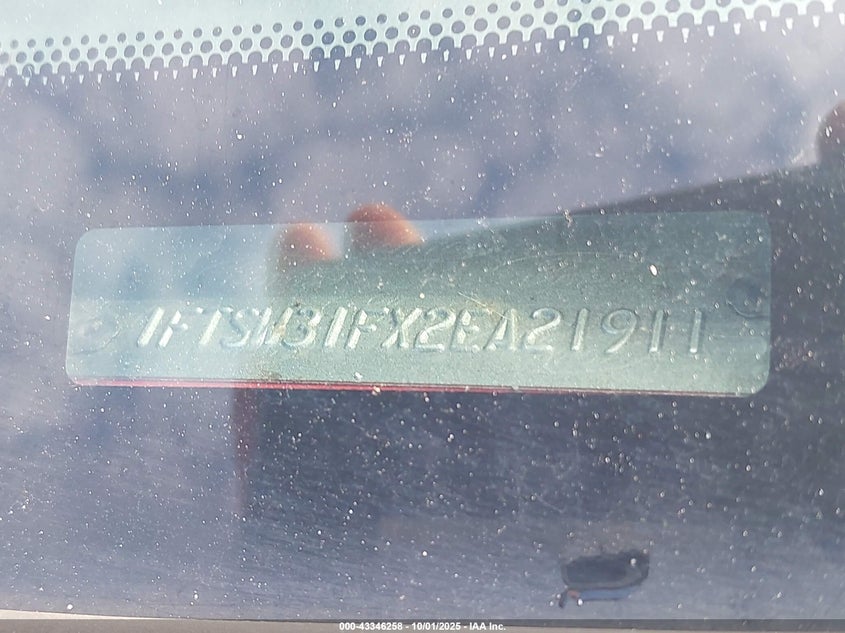 1FTSW31FX2EA21911
000-43346258 - 10/01/2025 - IAA Inc.